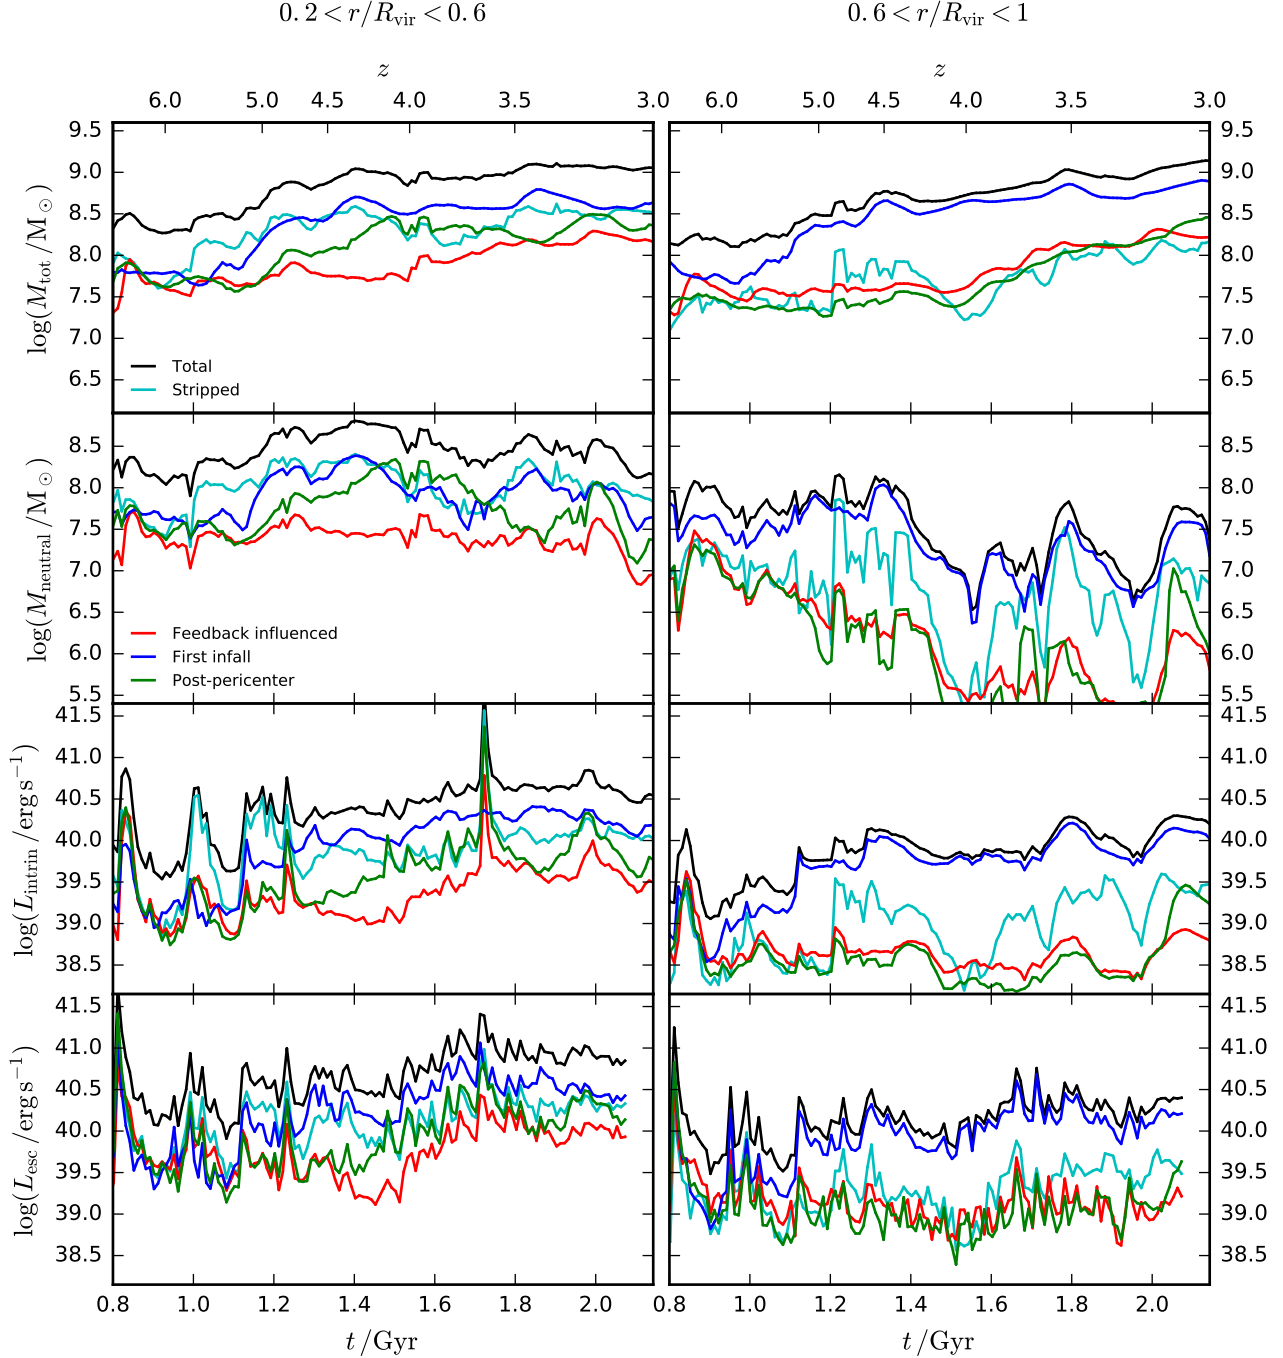 0.2 < r/R_vir < 0.6 0.6 < r/R_vir < 1
z z
6.0 5.0 4.5 4.0 3.5 3.0 6.0 5.0 4.5 4.0 3.5 3.0
log(M_tot /M_⊙)
9.5 9.5
9.0 9.0
8.5 8.5
8.0 8.0
7.5 7.5
7.0 7.0
6.5 6.5
Total
Stripped
log(M_neutral /M_⊙)
8.5 8.5
8.0 8.0
7.5 7.5
7.0 7.0
6.5 6.5
6.0 6.0
5.5 5.5
Feedback influenced
First infall
Post-pericenter
log(L_intrin /erg s⁻¹)
41.5 41.5
41.0 41.0
40.5 40.5
40.0 40.0
39.5 39.5
39.0 39.0
38.5 38.5
log(L_esc /erg s⁻¹)
41.5 41.5
41.0 41.0
40.5 40.5
40.0 40.0
39.5 39.5
39.0 39.0
38.5 38.5
0.8 1.0 1.2 1.4 1.6 1.8 2.0 0.8 1.0 1.2 1.4 1.6 1.8 2.0
t /Gyr t /Gyr